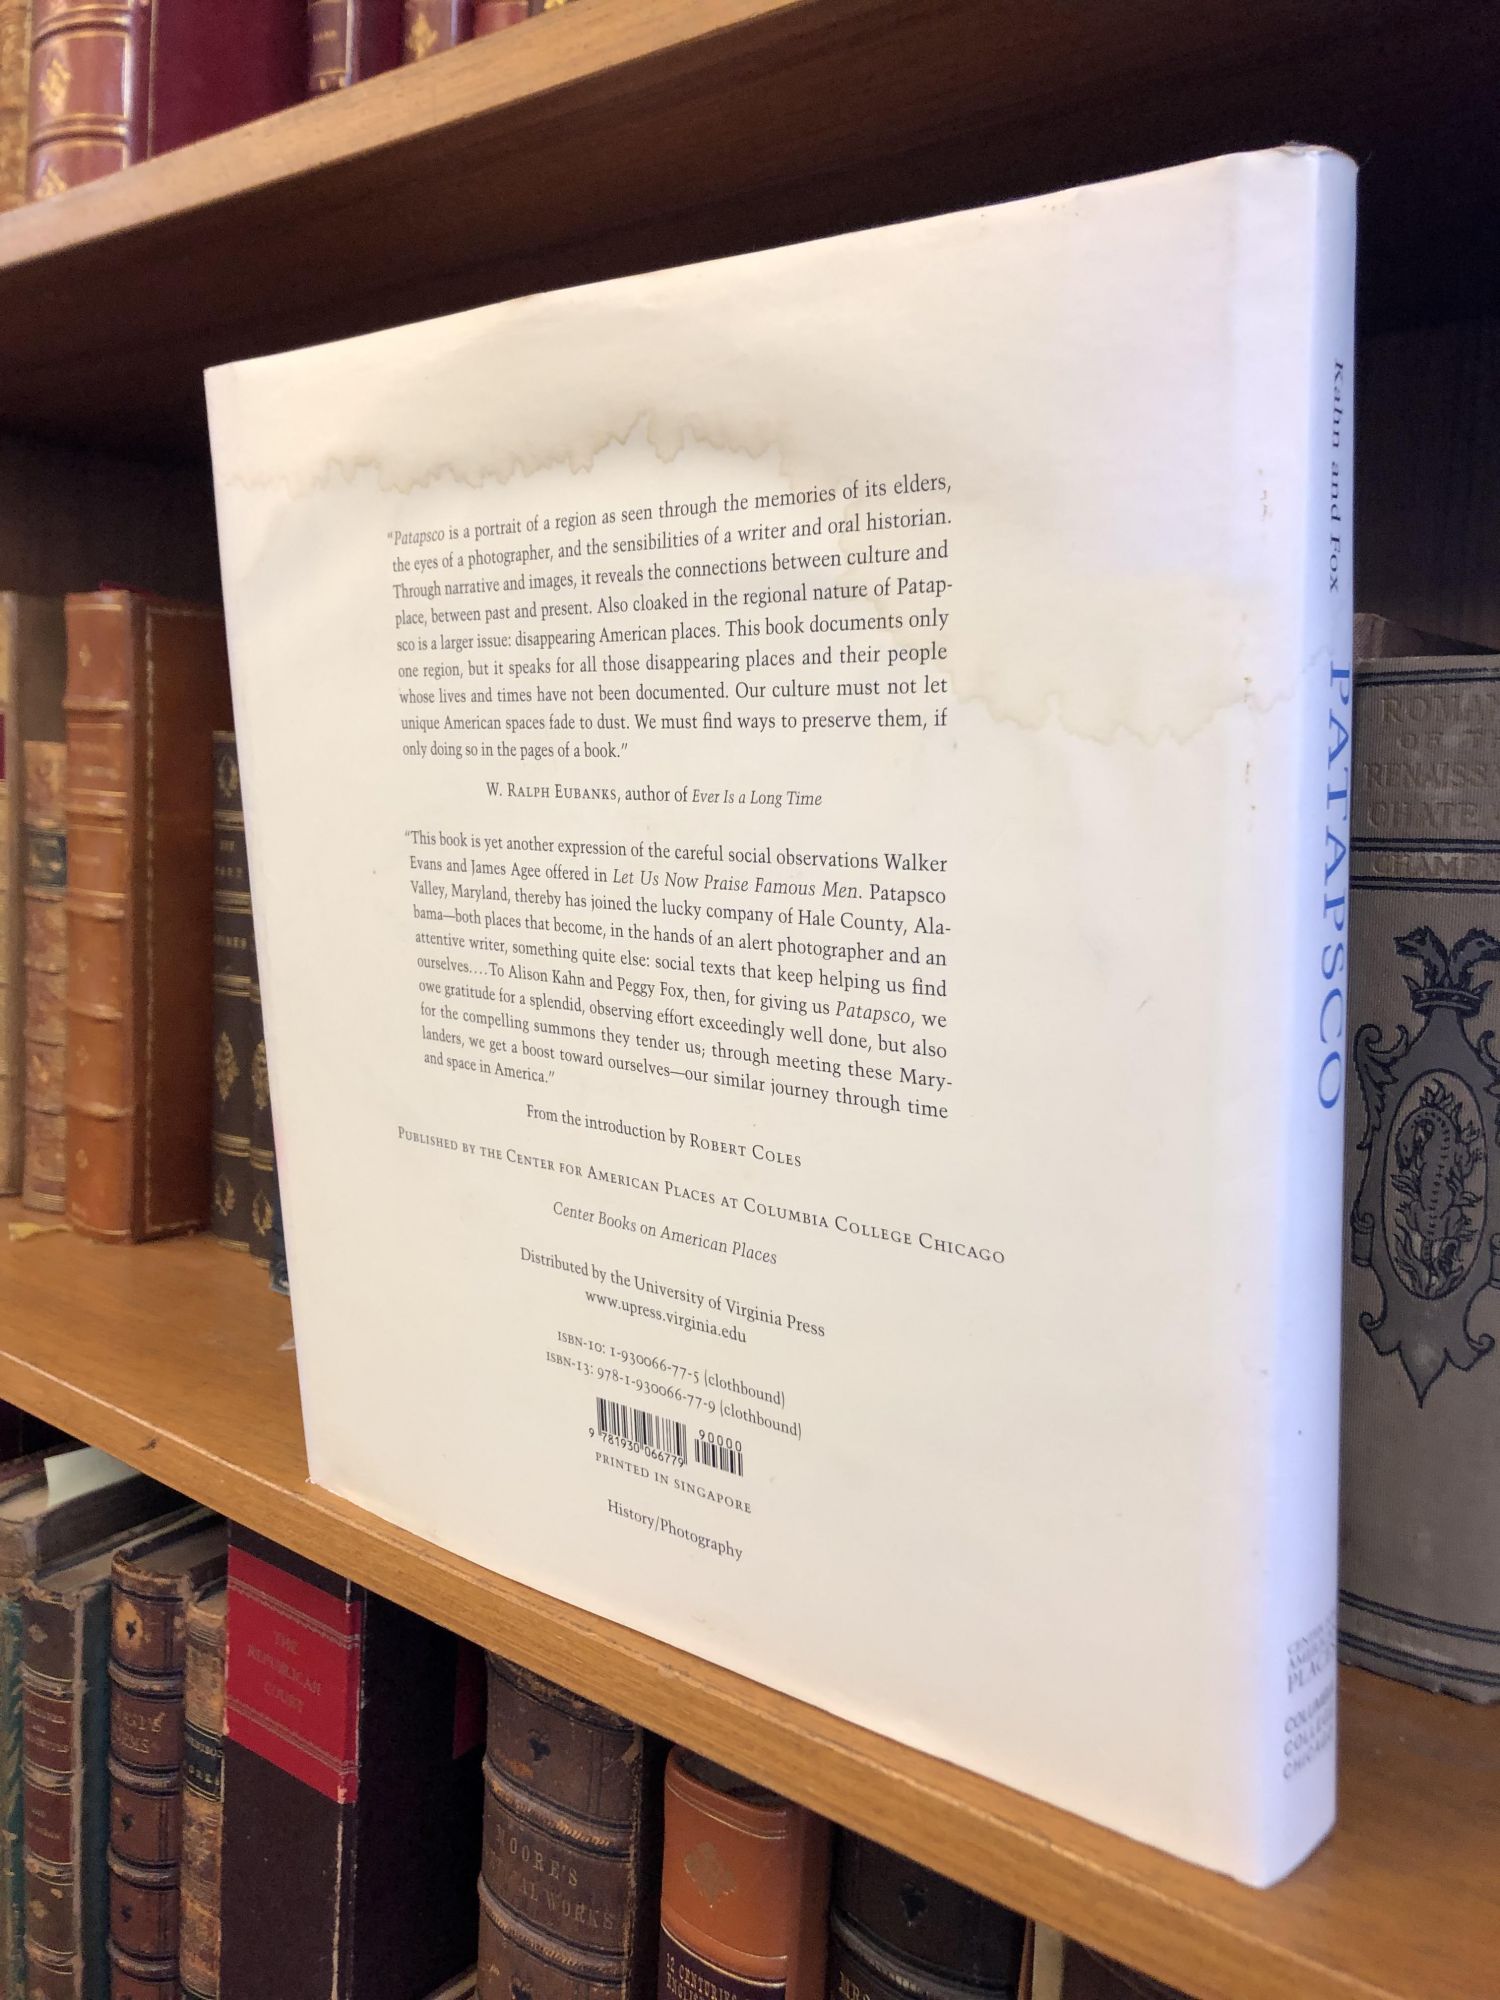 "Patapsco is a portrait of a region as seen through the memories of its elders,
the eyes of a photographer, and the sensibilities of a writer and oral historian.
Through narrative and images, it reveals the connections between culture and
place, between past and present. Also cloaked in the regional nature of Patap-
sco is a larger issue: disappearing American places. This book documents only
one region, but it speaks for all those disappearing places and their people
whose lives and times have not been documented. Our culture must not let
unique American spaces fade to dust. We must find ways to preserve them, if
only doing so in the pages of a book."
W. RALPH EUBANKS, author of Ever Is a Long Time
"This book is yet another expression of the careful social observations Walker
Evans and James Agee offered in Let Us Now Praise Famous Men. Patapsco
Valley, Maryland, thereby has joined the lucky company of Hale County, Ala-
bama—both places that become, in the hands of an alert photographer and an
attentive writer, something quite else: social texts that keep helping us find
ourselves....To Alison Kahn and Peggy Fox, then, for giving us Patapsco, we
owe gratitude for a splendid, observing effort exceedingly well done, but also
for the compelling summons they tender us; through meeting these Mary-
landers, we get a boost toward ourselves—our similar journey through time
and space in America."
From the introduction by ROBERT COLES
PUBLISHED BY THE CENTER FOR AMERICAN PLACES AT COLUMBIA COLLEGE CHICAGO
Center Books on American Places
Distributed by the University of Virginia Press
www.upress.virginia.edu
ISBN-10: 1-930066-77-5 (clothbound)
ISBN-13: 978-1-930066-77-9 (clothbound)
90000
9 781930 066779
PRINTED IN SINGAPORE
History/Photography
Kahn and Fox PATAPSCO
COLLEGE
CHICAGO
THE
REPUBLICAN
COURT
MOORE'S
WORKS
12 CENTURIES